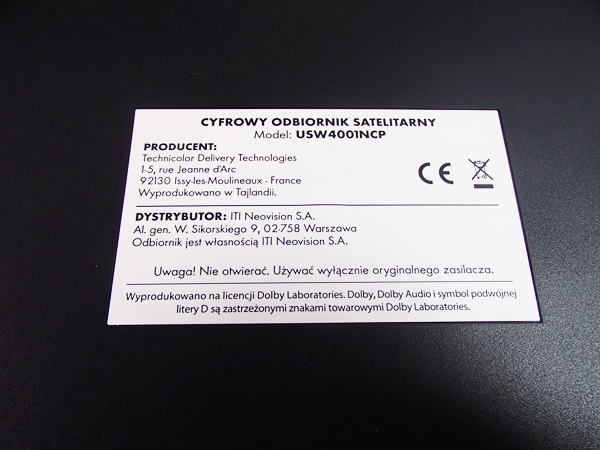 CYFROWY ODBIORNIK SATELITARNY
Model: USW4001NCP
PRODUCENT:
Technicolor Delivery Technologies
1-5, rue Jeanne d'Arc
92130 Issy-les-Moulineaux - France
Wyprodukowano w Tajlandii.
CE
DYSTRYBUTOR: ITI Neovision S.A.
Al. gen. W. Sikorskiego 9, 02-758 Warszawa
Odbiornik jest własnością ITI Neovision S.A.
Uwaga! Nie otwierać. Używać wyłącznie oryginalnego zasilacza.
Wyprodukowano na licencji Dolby Laboratories. Dolby, Dolby Audio i symbol podwójnej
litery D są zastrzeżonymi znakami towarowymi Dolby Laboratories.